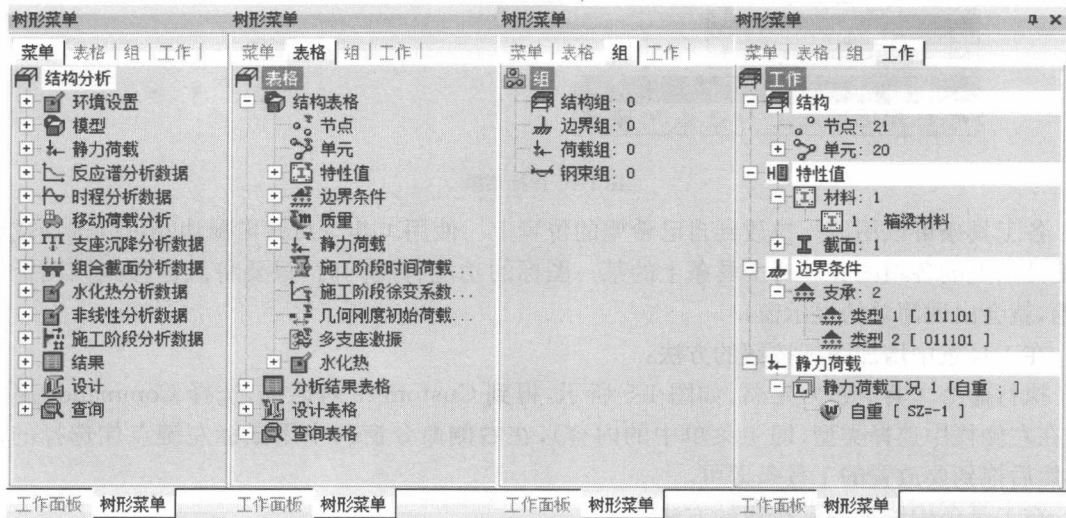 树形菜单
菜单 表格 组 工作
结构分析
环境设置
模型
静力荷载
反应谱分析数据
时程分析数据
移动荷载分析
支座沉降分析数据
组合截面分析数据
水化热分析数据
非线性分析数据
施工阶段分析数据
结果
设计
查询
工作面板 树形菜单
树形菜单
菜单 表格 组 工作
表格
结构表格
节点
单元
特性值
边界条件
质量
静力荷载
施工阶段时间荷载...
施工阶段徐变系数...
几何刚度初始荷载...
多支座激振
水化热
分析结果表格
设计表格
查询表格
工作面板 树形菜单
树形菜单
菜单 表格 组 工作
组
结构组: 0
边界组: 0
荷载组: 0
钢束组: 0
工作面板 树形菜单
树形菜单
菜单 表格 组 工作
工作
结构
节点: 21
单元: 20
特性值
材料: 1
1 箱梁材料
截面: 1
边界条件
支承: 2
类型 1 [ 111101 ]
类型 2 [ 011101 ]
静力荷载
静力荷载工况 1 [自重 ; ]
自重 [ SZ=-1 ]
工作面板 树形菜单